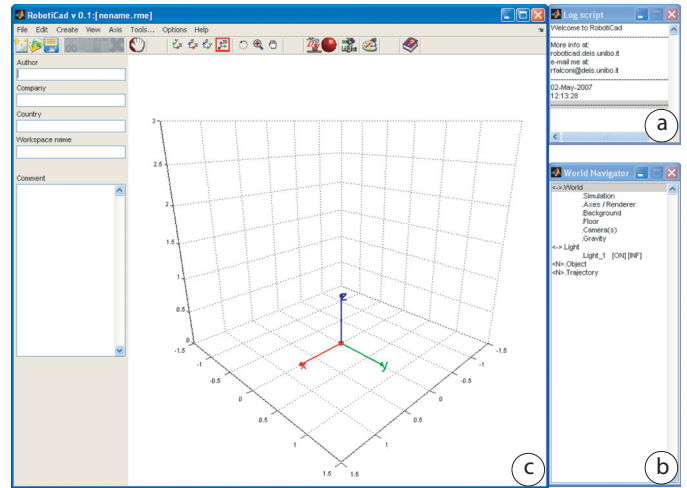 RobotiCad v 0.1:[noname.rme]
File Edit Create View Axis Tools... Options Help
Author
Company
Country
Workspace name
Comment
3
2.5
2
1.5
1
0.5
0
-1.5
-1
-0.5
0
0.5
1
1.5
1.5
1
0.5
0
-0.5
-1
-1.5
z
x
y
c
Log script
Welcome to RobotiCad
More info at:
roboticad.deis.unibo.it
e-mail me at:
rfalconi@deis.unibo.it
02-May-2007
12:13:28
a
World Navigator
<->.World
.Simulation
.Axes / Renderer
.Background
.Floor
.Camera(s)
.Gravity
<->.Light
.Light_1 [ON] [INF]
<N>.Object
<N>.Trajectory
b